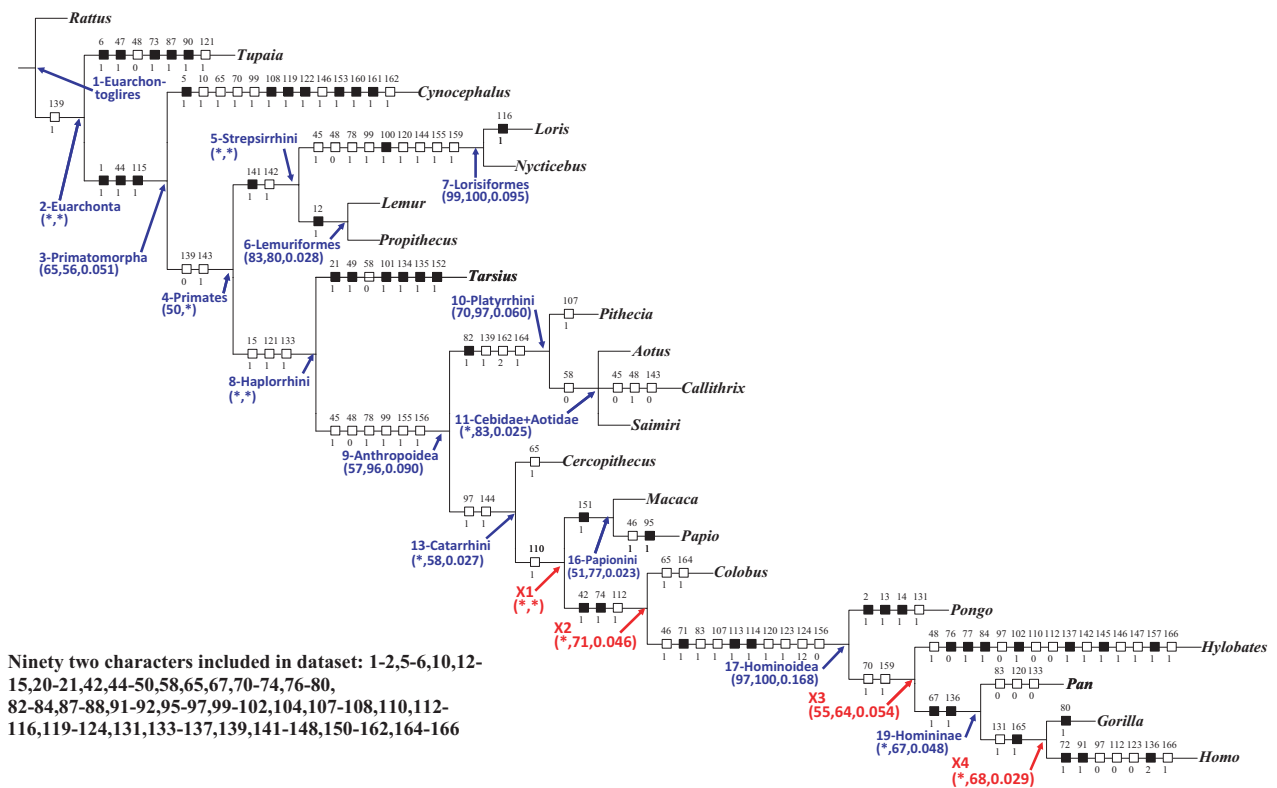 Rattus
6 47 48 73 87 90 121
Tupaia
1 1 0 1 1 1 1
1-Euarchon-
toglires
5 10 65 70 99 108 119 122 146 153 160 161 162
Cynocephalus
1 1 1 1 1 1 1 1 1 1 1 1 1
139
1
116
Loris
1
5-Strepsirrhini
(*,*)
45 48 78 99 100 120 144 155 159
1 0 1 1 1 1 1 1 1
Nycticebus
7-Lorisiformes
(99,100,0.095)
1 44 115
1 1 1
141 142
1 1
2-Euarchonta
(*,*)
12
1
Lemur
Propithecus
6-Lemuriformes
(83,80,0.028)
3-Primatomorpha
(65,56,0.051)
139 143
0 1
4-Primates
(50,*)
21 49 58 101 134 135 152
Tarsius
1 1 0 1 1 1 1
10-Platyrrhini
(70,97,0.060)
107
Pithecia
1
15 121 133
1 1 1
8-Haplorrhini
(*,*)
82 139 162 164
1 1 2 1
Aotus
58
0
45 48 143
Callithrix
0 1 0
11-Cebidae+Aotidae
(*,83,0.025)
Saimiri
45 48 78 99 155 156
1 0 1 1 1 1
9-Anthropoidea
(57,96,0.090)
65
Cercopithecus
1
97 144
1 1
13-Catarrhini
(*,58,0.027)
151
1
Macaca
46 95
Papio
1 1
16-Papionini
(51,77,0.023)
110
1
X1
(*,*)
65 164
Colobus
1 1
42 74 112
1 1 1
X2
(*,71,0.046)
2 13 14 131
Pongo
1 1 1 1
46 71 83 107 113 114 120 123 124 156
1 1 1 1 1 1 1 1 12 0
17-Hominoidea
(97,100,0.168)
48 76 77 84 97 102 110 112 137 142 145 146 147 157 166
Hylobates
1 0 1 1 0 1 0 0 1 1 1 1 1 1 1
70 159
1 1
X3
(55,64,0.054)
83 120 133
Pan
0 0 0
67 136
1 1
19-Homininae
(*,67,0.048)
80
Gorilla
1
131 165
1 1
X4
(*,68,0.029)
72 91 97 112 123 136 166
Homo
1 1 0 0 0 2 1
Ninety two characters included in dataset: 1-2,5-6,10,12-
15,20-21,42,44-50,58,65,67,70-74,76-80,
82-84,87-88,91-92,95-97,99-102,104,107-108,110,112-
116,119-124,131,133-137,139,141-148,150-162,164-166